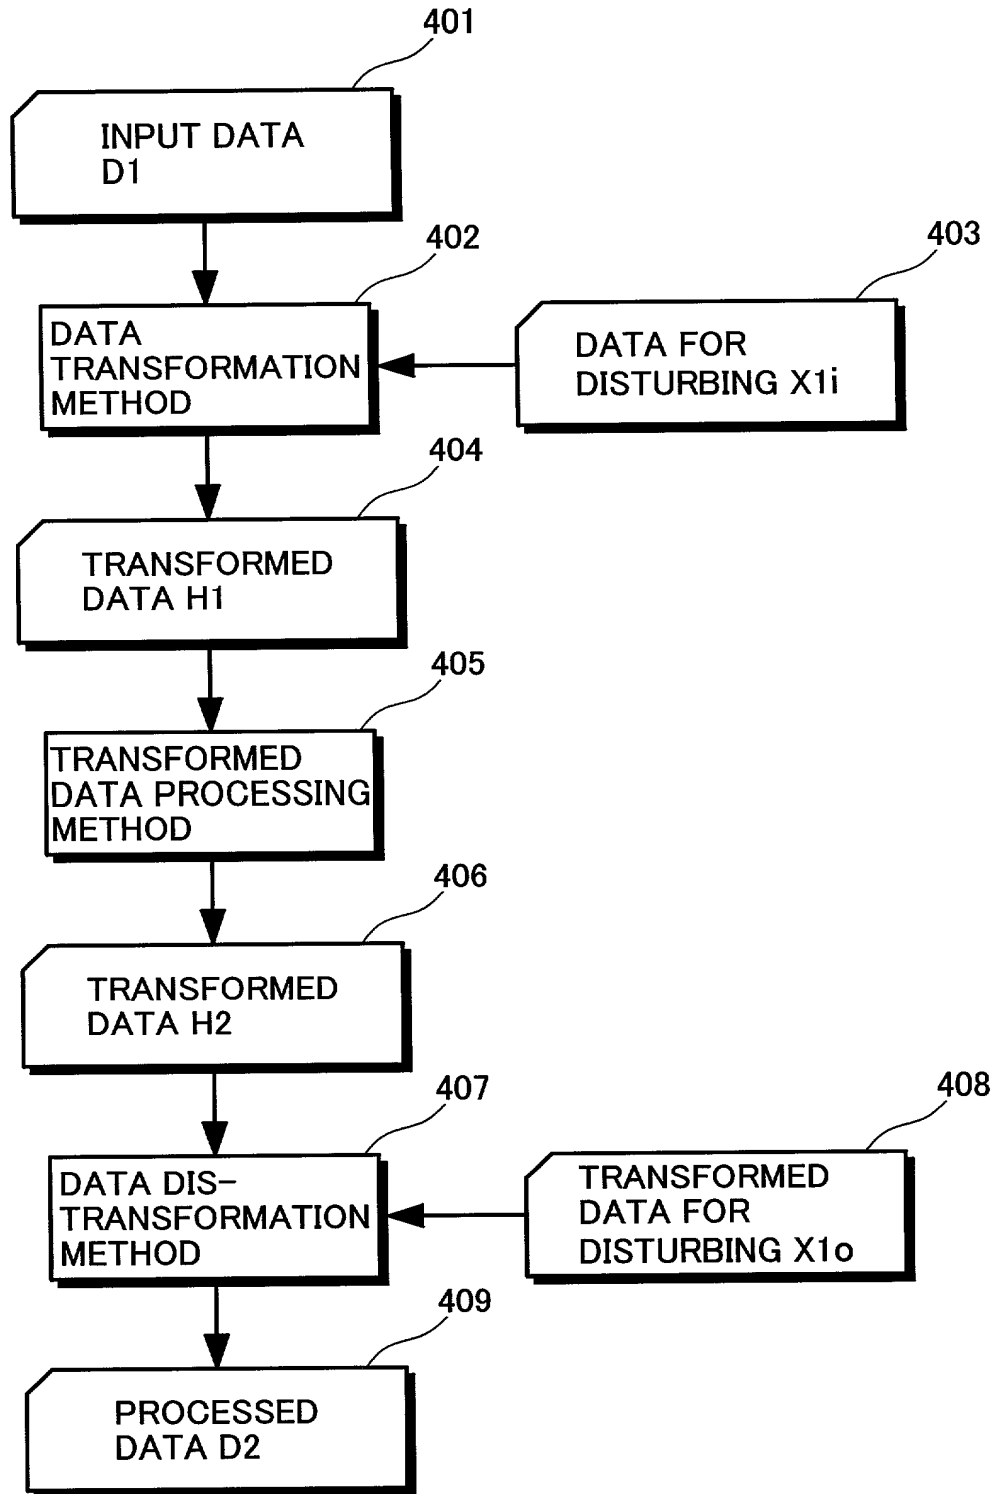 401
INPUT DATA
D1
402
DATA
TRANSFORMATION
METHOD
403
DATA FOR
DISTURBING X1i
404
TRANSFORMED
DATA H1
405
TRANSFORMED
DATA PROCESSING
METHOD
406
TRANSFORMED
DATA H2
407
DATA DIS-
TRANSFORMATION
METHOD
408
TRANSFORMED
DATA FOR
DISTURBING X1o
409
PROCESSED
DATA D2